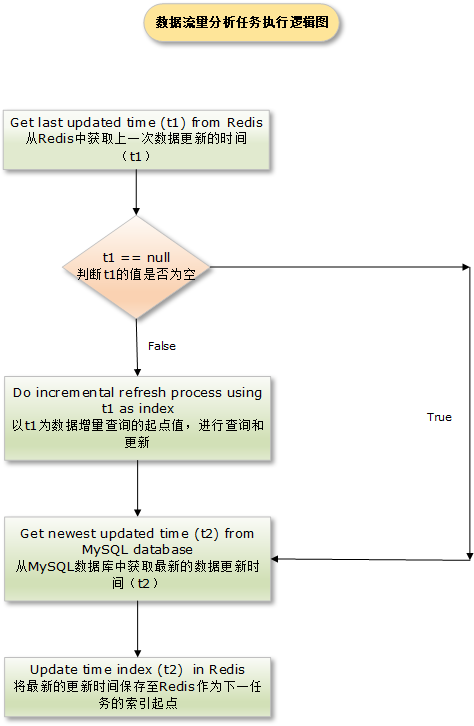 数据流量分析任务执行逻辑图
Get last updated time (t1) from Redis
从Redis中获取上一次数据更新的时间
（t1）
t1 == null
判断t1的值是否为空
False
Do incremental refresh process using
t1 as index
以t1为数据增量查询的起点值，进行查询和
更新
True
Get newest updated time (t2) from
MySQL database
从MySQL数据库中获取最新的数据更新时
间（t2）
Update time index (t2)  in Redis
将最新的更新时间保存至Redis作为下一任
务的索引起点